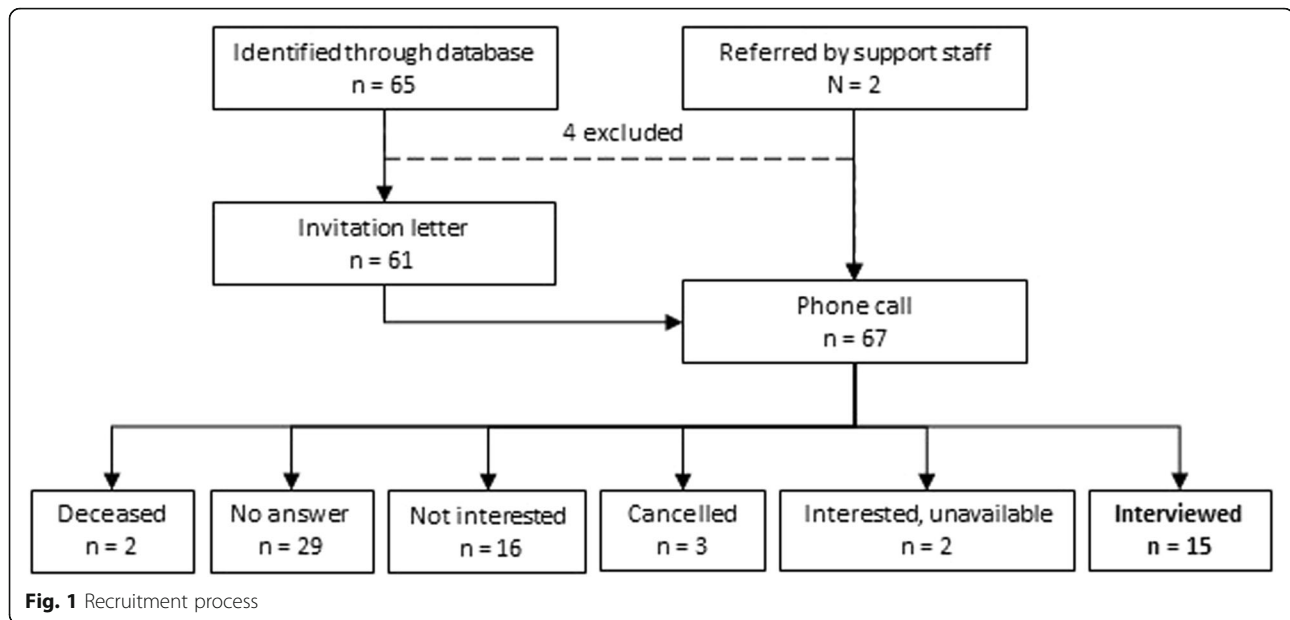 Identified through database
n = 65
Referred by support staff
N = 2
4 excluded
Invitation letter
n = 61
Phone call
n = 67
Deceased
n = 2
No answer
n = 29
Not interested
n = 16
Cancelled
n = 3
Interested, unavailable
n = 2
Interviewed
n = 15
Fig. 1 Recruitment process